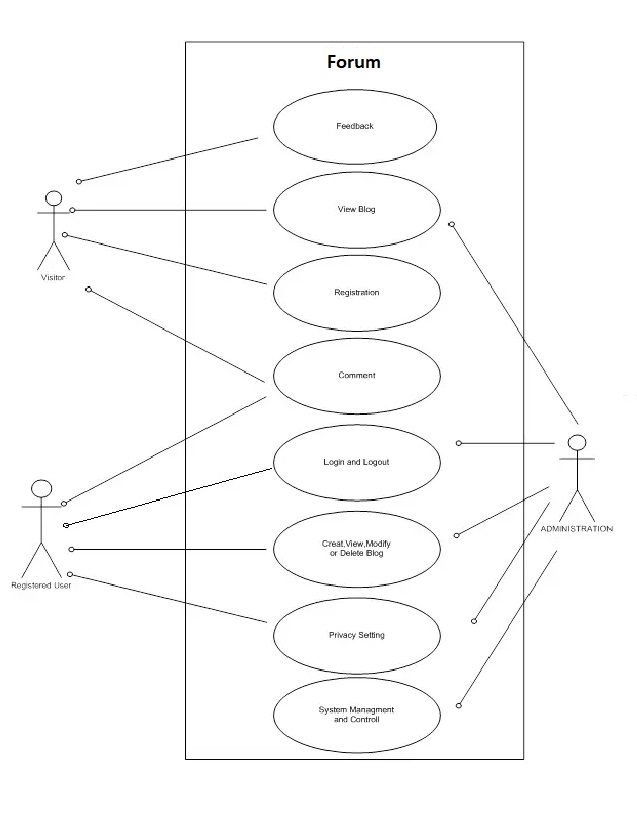 Forum
Feedback
View Blog
Visitor
Registration
Comment
Login and Logout
ADMINISTRATION
Creat,View,Modify
or Delete Blog
Registered User
Privacy Setting
System Managment
and Controll